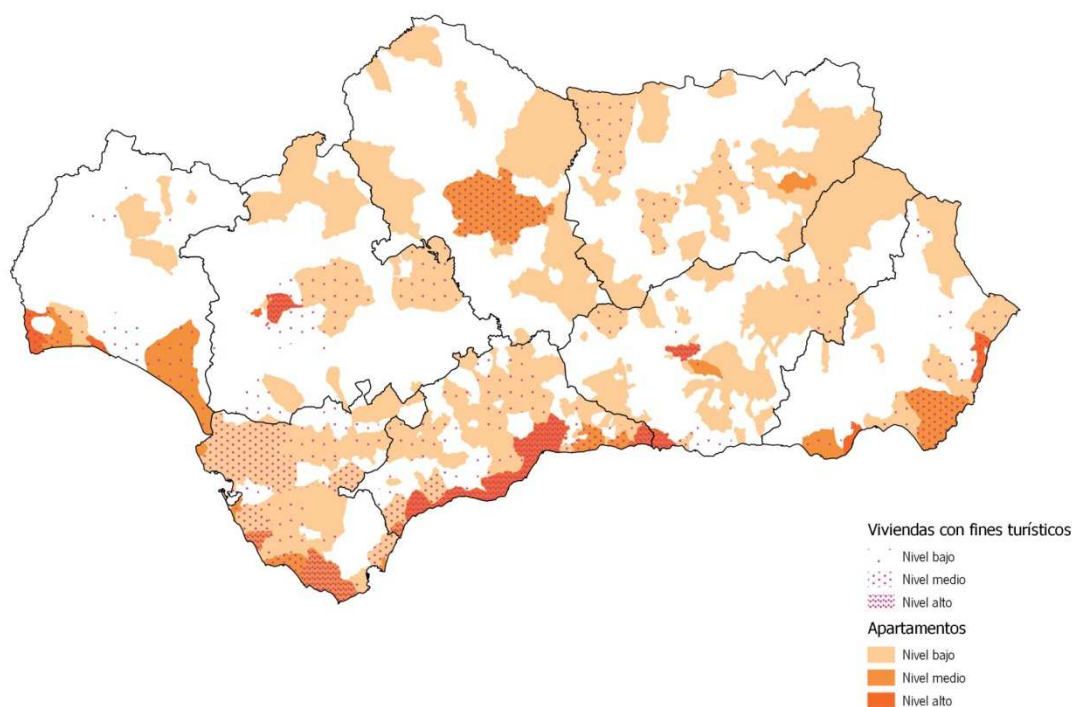 Viviendas con fines turísticos
Nivel bajo
Nivel medio
Nivel alto
Apartamentos
Nivel bajo
Nivel medio
Nivel alto